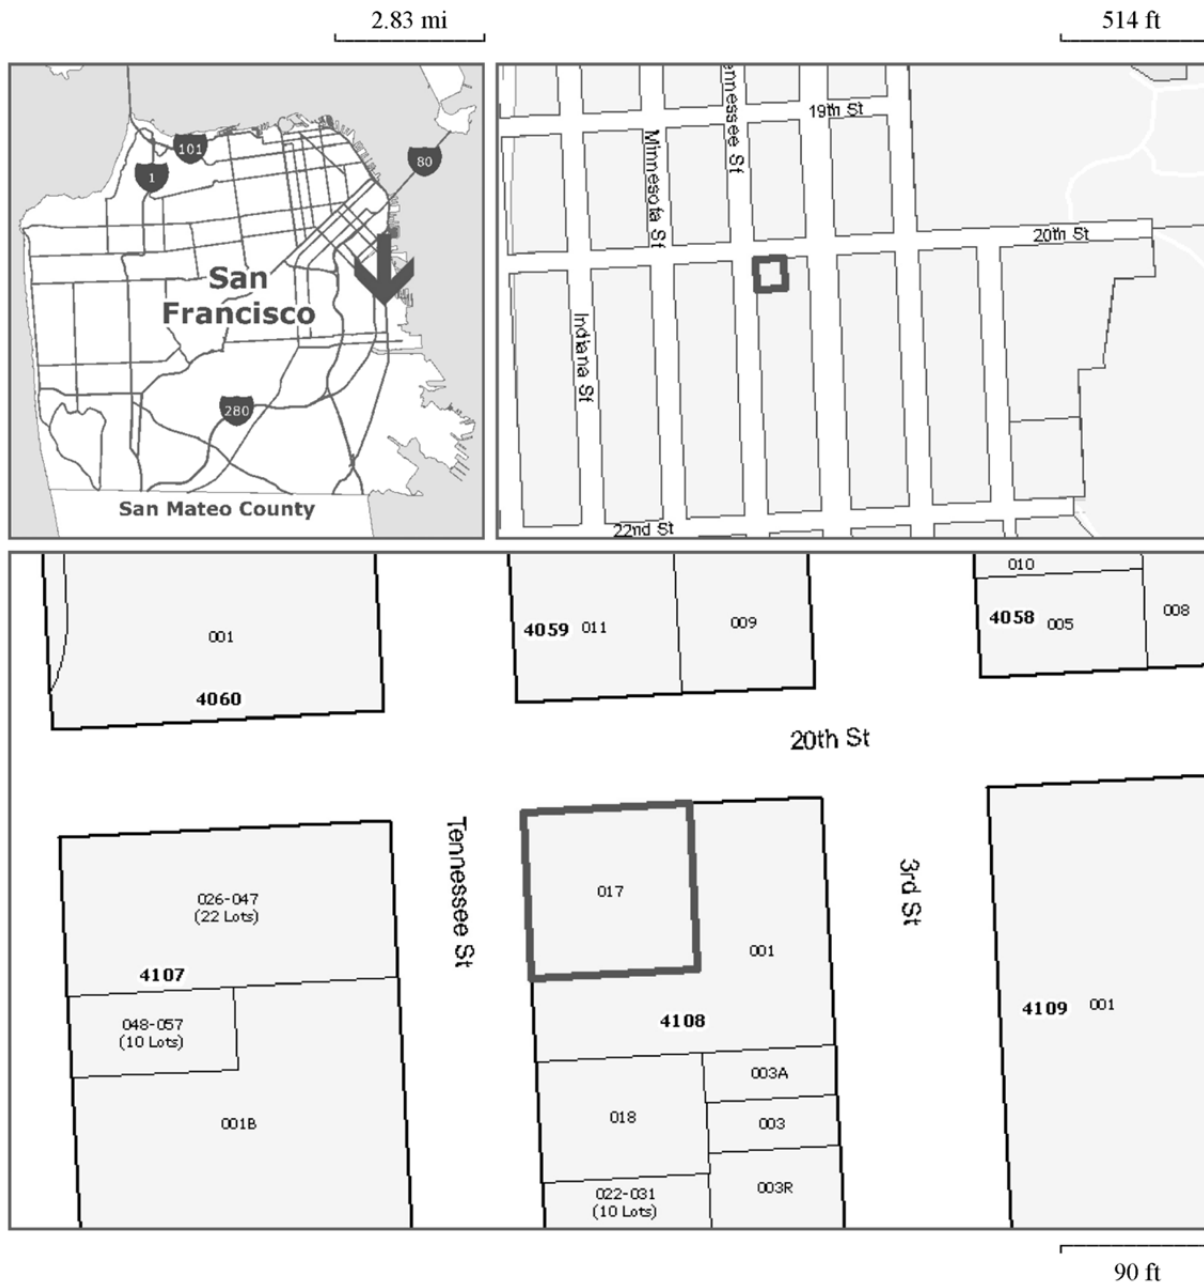 2.83 mi
514 ft
101
1
80
San
Francisco
280
San Mateo County
19th St
Minnesota St
20th St
Indiana St
22nd St
001
4060
4059 011
009
010
4058 005
008
20th St
Tennessee St
3rd St
026-047
(22 Lots)
4107
048-057
(10 Lots)
001B
017
001
4108
4109 001
003A
018
003
003R
022-031
(10 Lots)
90 ft